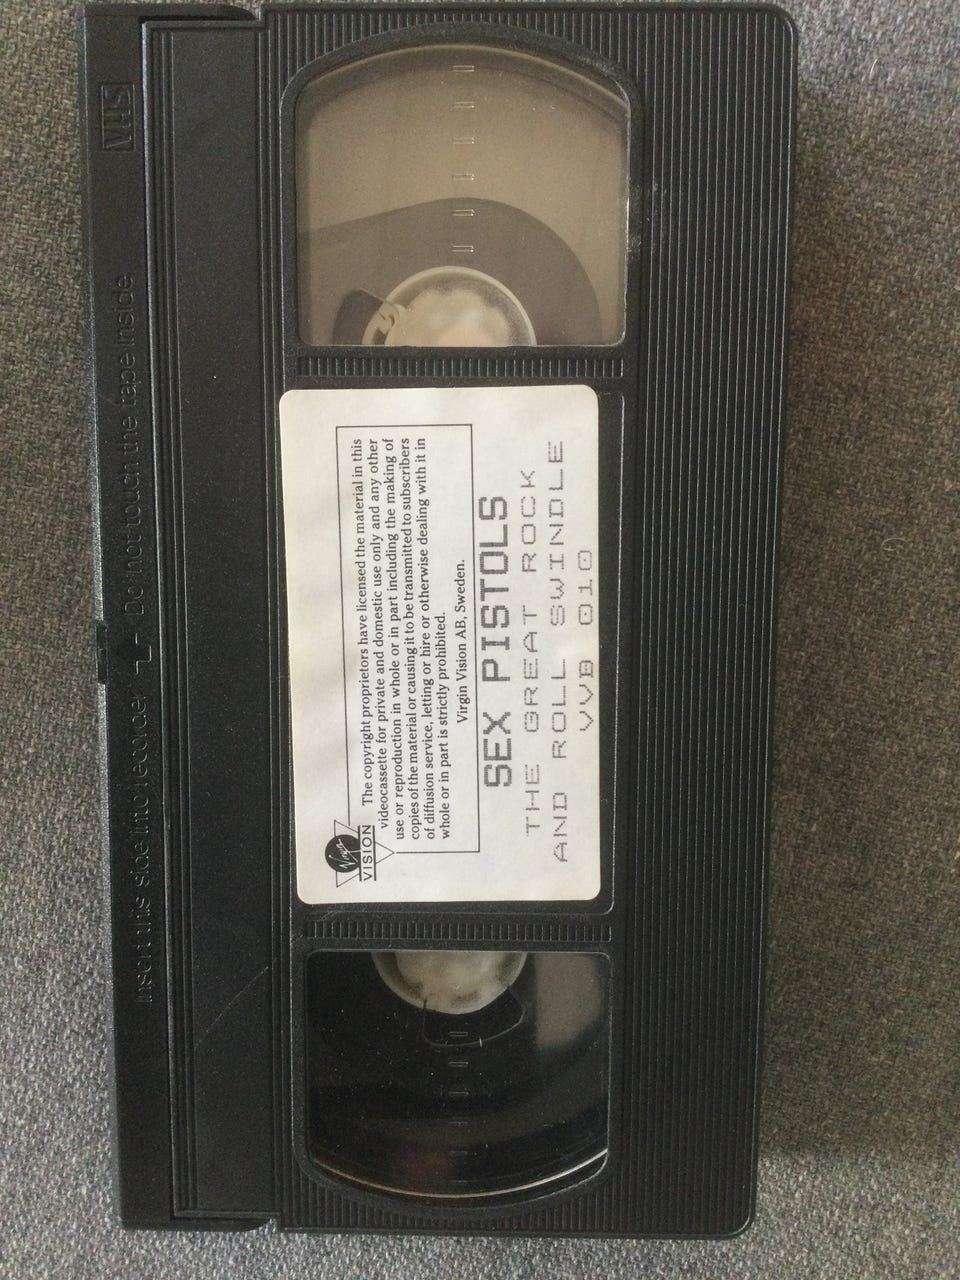 VHS
Insert this side into recorder Do not touch the tape inside
Virgin
VISION
The copyright proprietors have licensed the material in this
videocassette for private and domestic use only and any other
use or reproduction in whole or in part including the making of
copies of the material or causing it to be transmitted to subscribers
of diffusion service, letting or hire or otherwise dealing with it in
whole or in part is strictly prohibited.
Virgin Vision AB, Sweden.
SEX PISTOLS
THE GREAT ROCK
AND ROLL SWINDLE
VVD 010